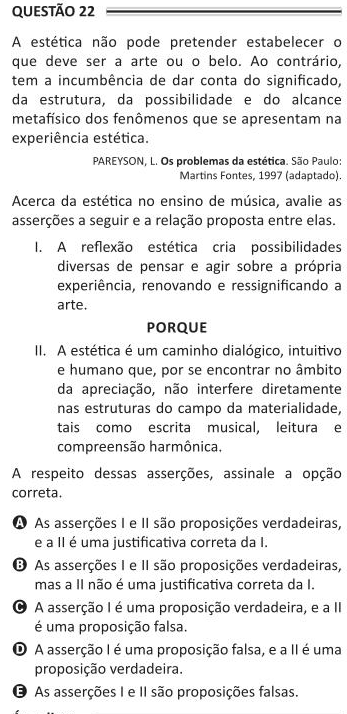 QUESTÃO 22
A estética não pode pretender estabelecer o
que deve ser a arte ou o belo. Ao contrário,
tem a incumbência de dar conta do significado,
da estrutura, da possibilidade e do alcance
metafísico dos fenômenos que se apresentam na
experiência estética.
PAREYSON, L. Os problemas da estética. São Paulo:
Martins Fontes, 1997 (adaptado).
Acerca da estética no ensino de música, avalie as
asserções a seguir e a relação proposta entre elas.
I. A reflexão estética cria possibilidades
diversas de pensar e agir sobre a própria
experiência, renovando e ressignificando a
arte.
PORQUE
II. A estética é um caminho dialógico, intuitivo
e humano que, por se encontrar no âmbito
da apreciação, não interfere diretamente
nas estruturas do campo da materialidade,
tais como escrita musical, leitura e
compreensão harmônica.
A respeito dessas asserções, assinale a opção
correta.
A As asserções I e II são proposições verdadeiras,
e a II é uma justificativa correta da I.
B As asserções I e II são proposições verdadeiras,
mas a II não é uma justificativa correta da I.
C A asserção I é uma proposição verdadeira, e a II
é uma proposição falsa.
D A asserção I é uma proposição falsa, e a II é uma
proposição verdadeira.
E As asserções I e II são proposições falsas.